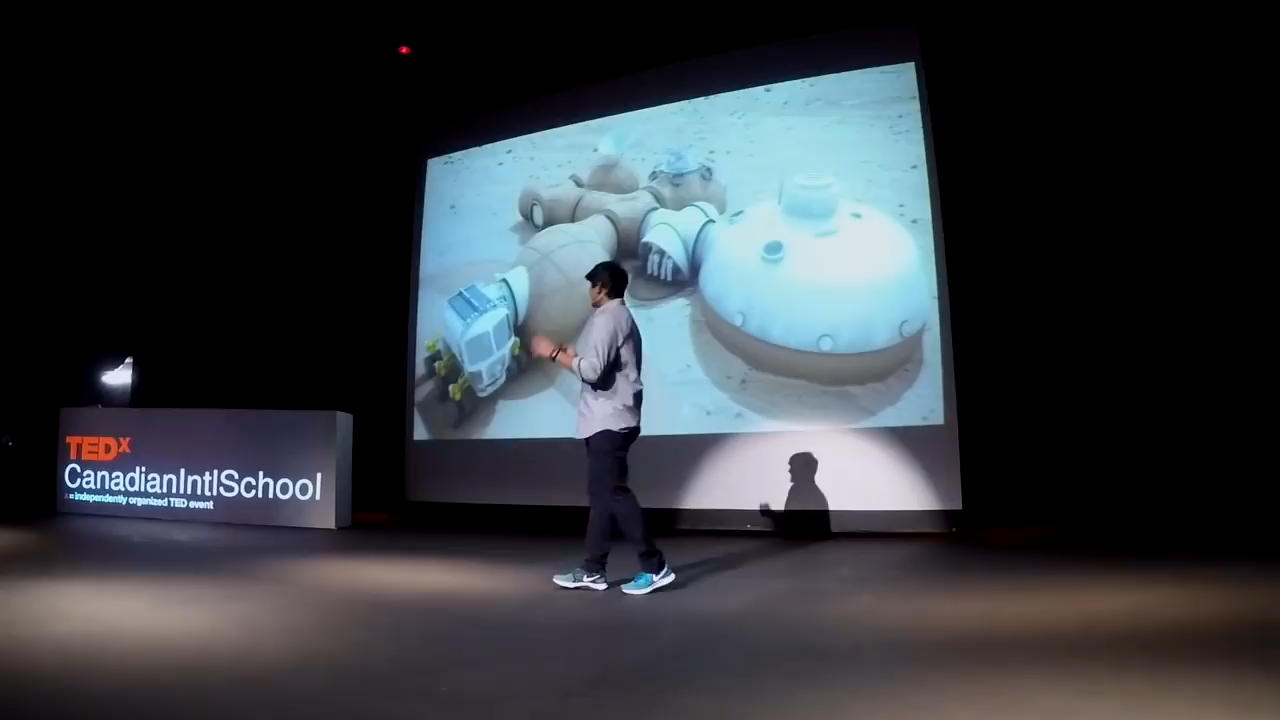 TEDx
CanadianIntlSchool
x = independently organized TED event